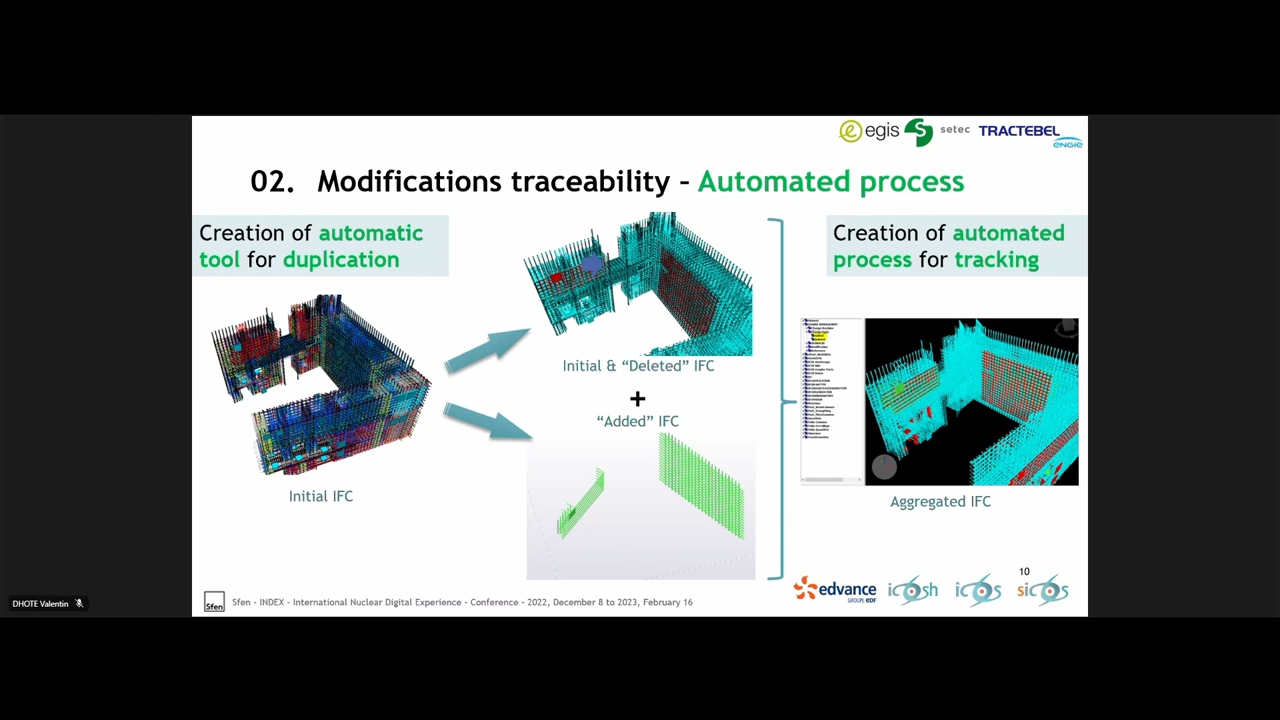 egis
setec
TRACTEBEL
ENGIE
02. Modifications traceability – Automated process
Creation of automatic
tool for duplication
Creation of automated
process for tracking
Initial & “Deleted” IFC
+
“Added” IFC
Initial IFC
Aggregated IFC
10
edvance
GROUPE EDF
icosh
icos
sicos
DHOTE Valentin
Sfen
Sfen - INDEX - International Nuclear Digital Experience - Conference – 2022, December 8 to 2023, February 16